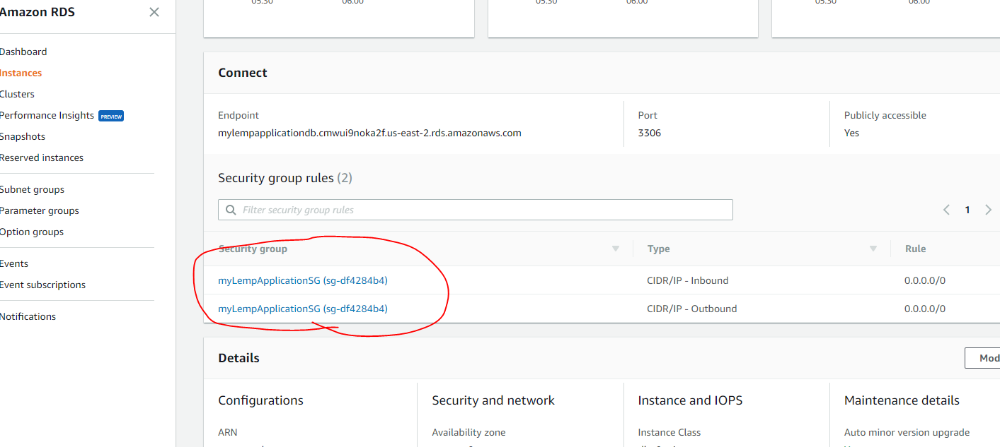 Amazon RDS
05:30 06:00 05:30 06:00 05:30 06:00
Dashboard
Instances
Clusters
Performance Insights PREVIEW
Snapshots
Reserved instances
Subnet groups
Parameter groups
Option groups
Events
Event subscriptions
Notifications
Connect
Endpoint
mylempapplicationdb.cmwui9noka2f.us-east-2.rds.amazonaws.com
Port
3306
Publicly accessible
Yes
Security group rules (2)
Filter security group rules
1
Security group Type Rule
myLempApplicationSG (sg-df4284b4) CIDR/IP - Inbound 0.0.0.0/0
myLempApplicationSG (sg-df4284b4) CIDR/IP - Outbound 0.0.0.0/0
Details
Mod
Configurations
ARN
Security and network
Availability zone
Instance and IOPS
Instance Class
Maintenance details
Auto minor version upgrade